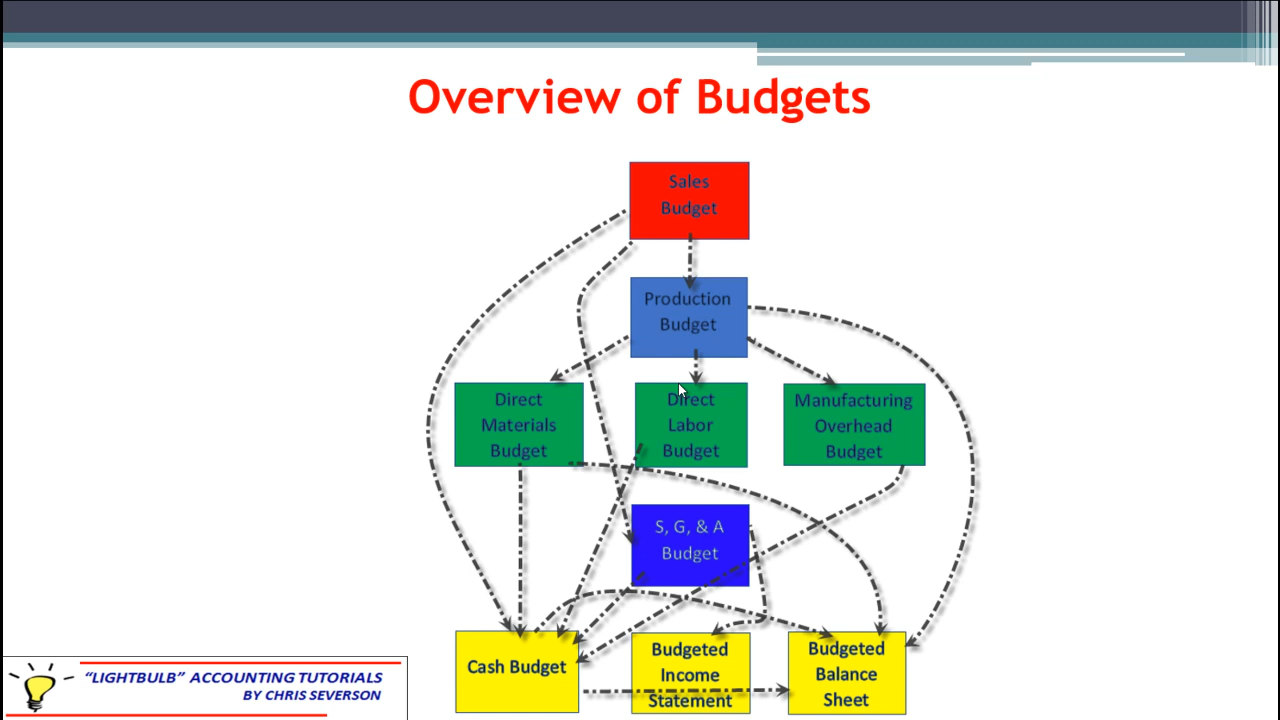 Overview of Budgets
Sales
Budget
Production
Budget
Direct
Materials
Budget
Direct
Labor
Budget
Manufacturing
Overhead
Budget
S, G, & A
Budget
Cash Budget
Budgeted
Income
Statement
Budgeted
Balance
Sheet
“LIGHTBULB” ACCOUNTING TUTORIALS
BY CHRIS SEVERSON